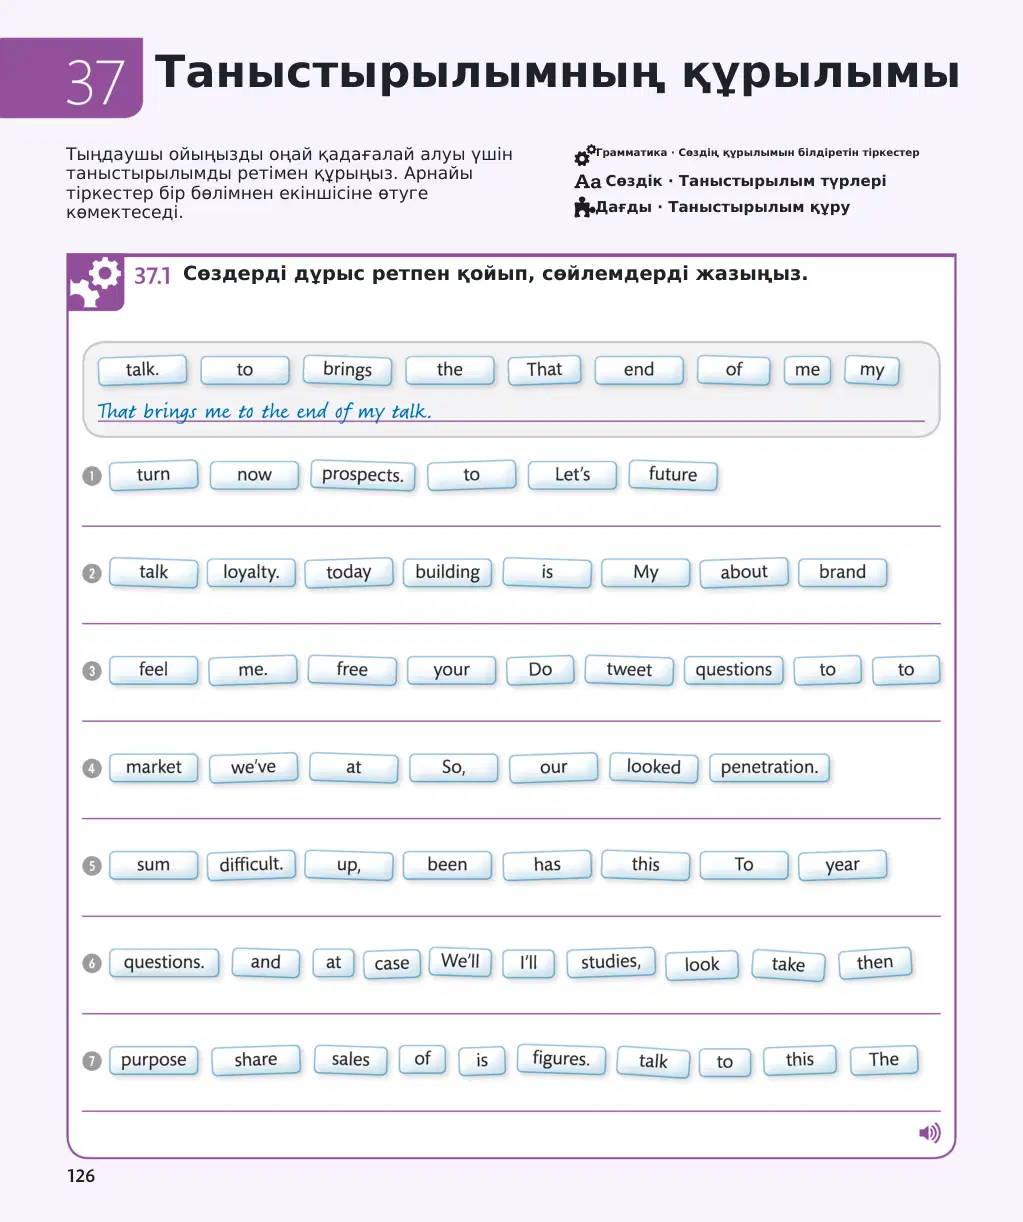 37
Таныстырылымның құрылымы
Тыңдаушы ойыңызды оңай қадағалай алуы үшін
таныстырылымды ретімен құрыңыз. Арнайы
тіркестер бір бөлімнен екіншісіне өтуге
көмектеседі.
Грамматика · Сөздің құрылымын білдіретін тіркестер
Aa Сөздік · Таныстырылым түрлері
Дағды · Таныстырылым құру
37.1 Сөздерді дұрыс ретпен қойып, сөйлемдерді жазыңыз.
talk. to brings the That end of me my
That brings me to the end of my talk.
1 turn now prospects. to Let's future
2 talk loyalty. today building is My about brand
3 feel me. free your Do tweet questions to to
4 market we've at So, our looked penetration.
5 sum difficult. up, been has this To year
6 questions. and at case We'll I'll studies, look take then
7 purpose share sales of is figures. talk to this The
126